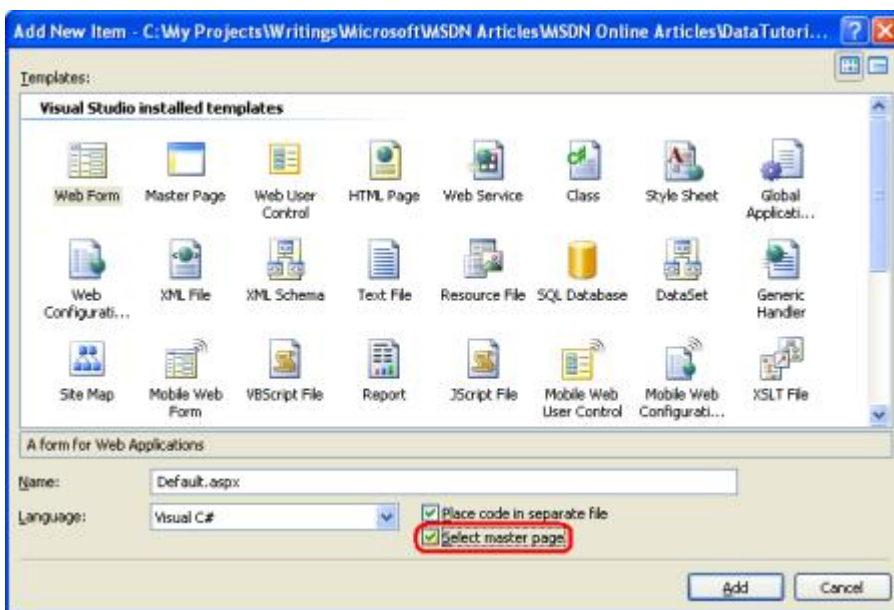 Add New Item - C:\My Projects\Writings\Microsoft\MSDN Articles\MSDN Online Articles\DataTutori...
Templates:
Visual Studio installed templates
Web Form
Master Page
Web User Control
HTML Page
Web Service
Class
Style Sheet
Global Applicati...
Web Configurati...
XML File
XML Schema
Text File
Resource File
SQL Database
DataSet
Generic Handler
Site Map
Mobile Web Form
VBScript File
Report
JScript File
Mobile Web User Control
Mobile Web Configurati...
XSLT File
A form for Web Applications
Name:
Default.aspx
Language:
Visual C#
Place code in separate file
Select master page
Add
Cancel